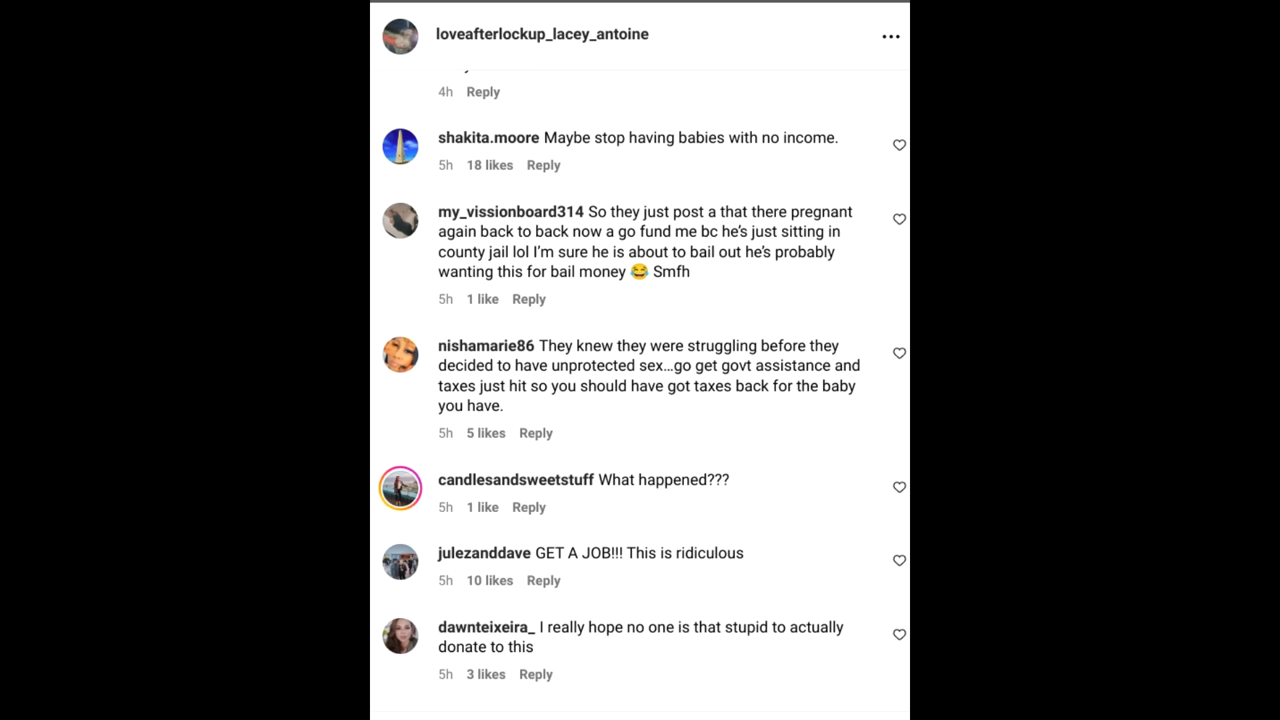 loveafterlockup_lacey_antoine
4h Reply
shakita.moore Maybe stop having babies with no income.
5h 18 likes Reply
my_vissionboard314 So they just post a that there pregnant
again back to back now a go fund me bc he's just sitting in
county jail lol I'm sure he is about to bail out he's probably
wanting this for bail money 😂 Smfh
5h 1 like Reply
nishamarie86 They knew they were struggling before they
decided to have unprotected sex...go get govt assistance and
taxes just hit so you should have got taxes back for the baby
you have.
5h 5 likes Reply
candlesandsweetstuff What happened???
5h 1 like Reply
julezanddave GET A JOB!!! This is ridiculous
5h 10 likes Reply
dawnteixeira_ I really hope no one is that stupid to actually
donate to this
5h 3 likes Reply